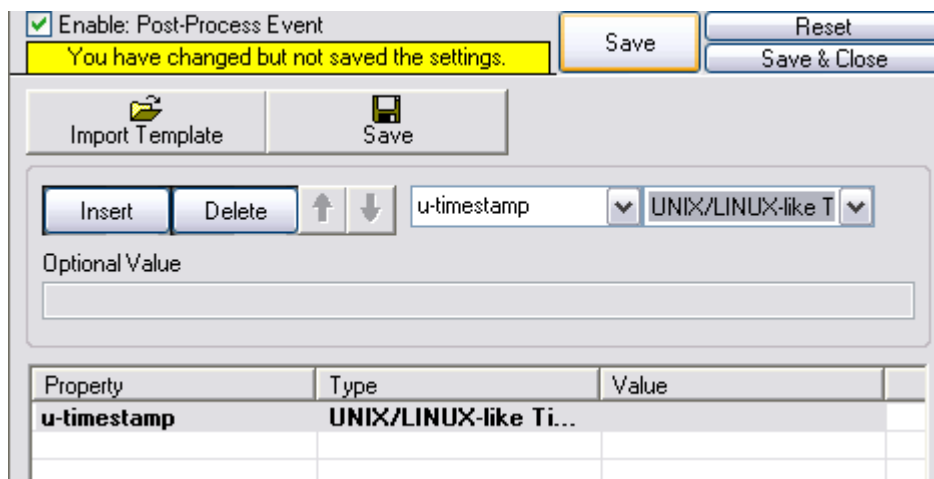 Enable: Post-Process Event
You have changed but not saved the settings.
Save
Reset
Save & Close
Import Template
Save
Insert
Delete
u-timestamp
UNIX/LINUX-like T
Optional Value
Property Type Value
u-timestamp UNIX/LINUX-like Ti...